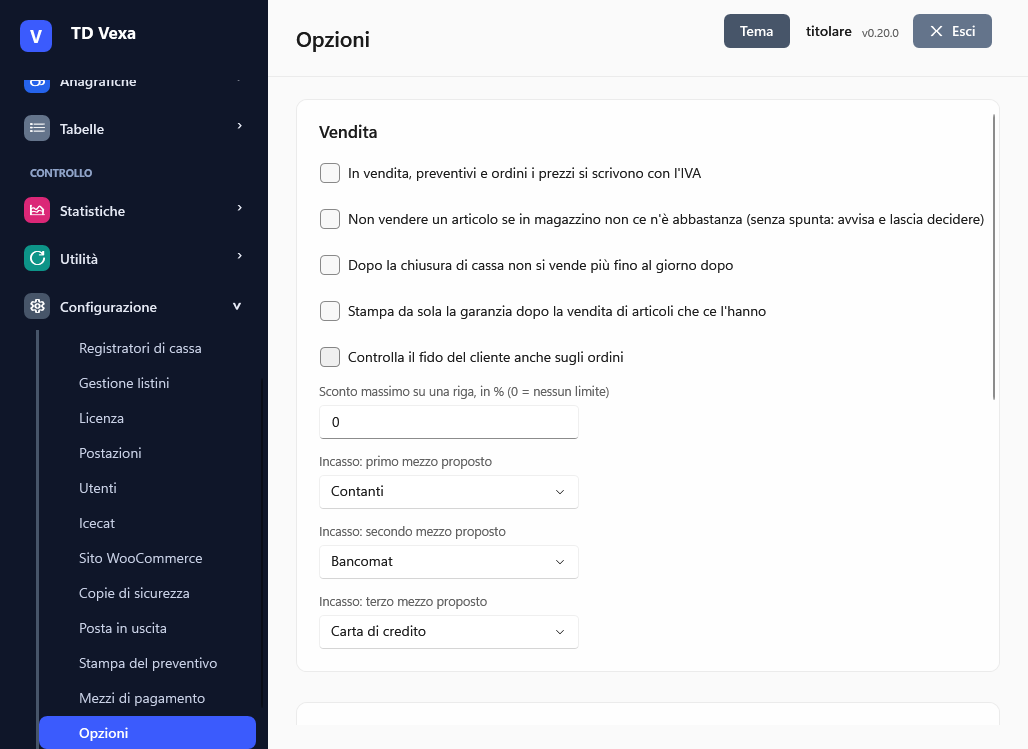 V
TD Vexa
Anagrafiche
Tabelle
CONTROLLO
Statistiche
Utilità
Configurazione
Registratori di cassa
Gestione listini
Licenza
Postazioni
Utenti
Icecat
Sito WooCommerce
Copie di sicurezza
Posta in uscita
Stampa del preventivo
Mezzi di pagamento
Opzioni
Opzioni
Tema
titolare
v0.20.0
Esci
Vendita
In vendita, preventivi e ordini i prezzi si scrivono con l'IVA
Non vendere un articolo se in magazzino non ce n'è abbastanza (senza spunta: avvisa e lascia decidere)
Dopo la chiusura di cassa non si vende più fino al giorno dopo
Stampa da sola la garanzia dopo la vendita di articoli che ce l'hanno
Controlla il fido del cliente anche sugli ordini
Sconto massimo su una riga, in % (0 = nessun limite)
0
Incasso: primo mezzo proposto
Contanti
Incasso: secondo mezzo proposto
Bancomat
Incasso: terzo mezzo proposto
Carta di credito